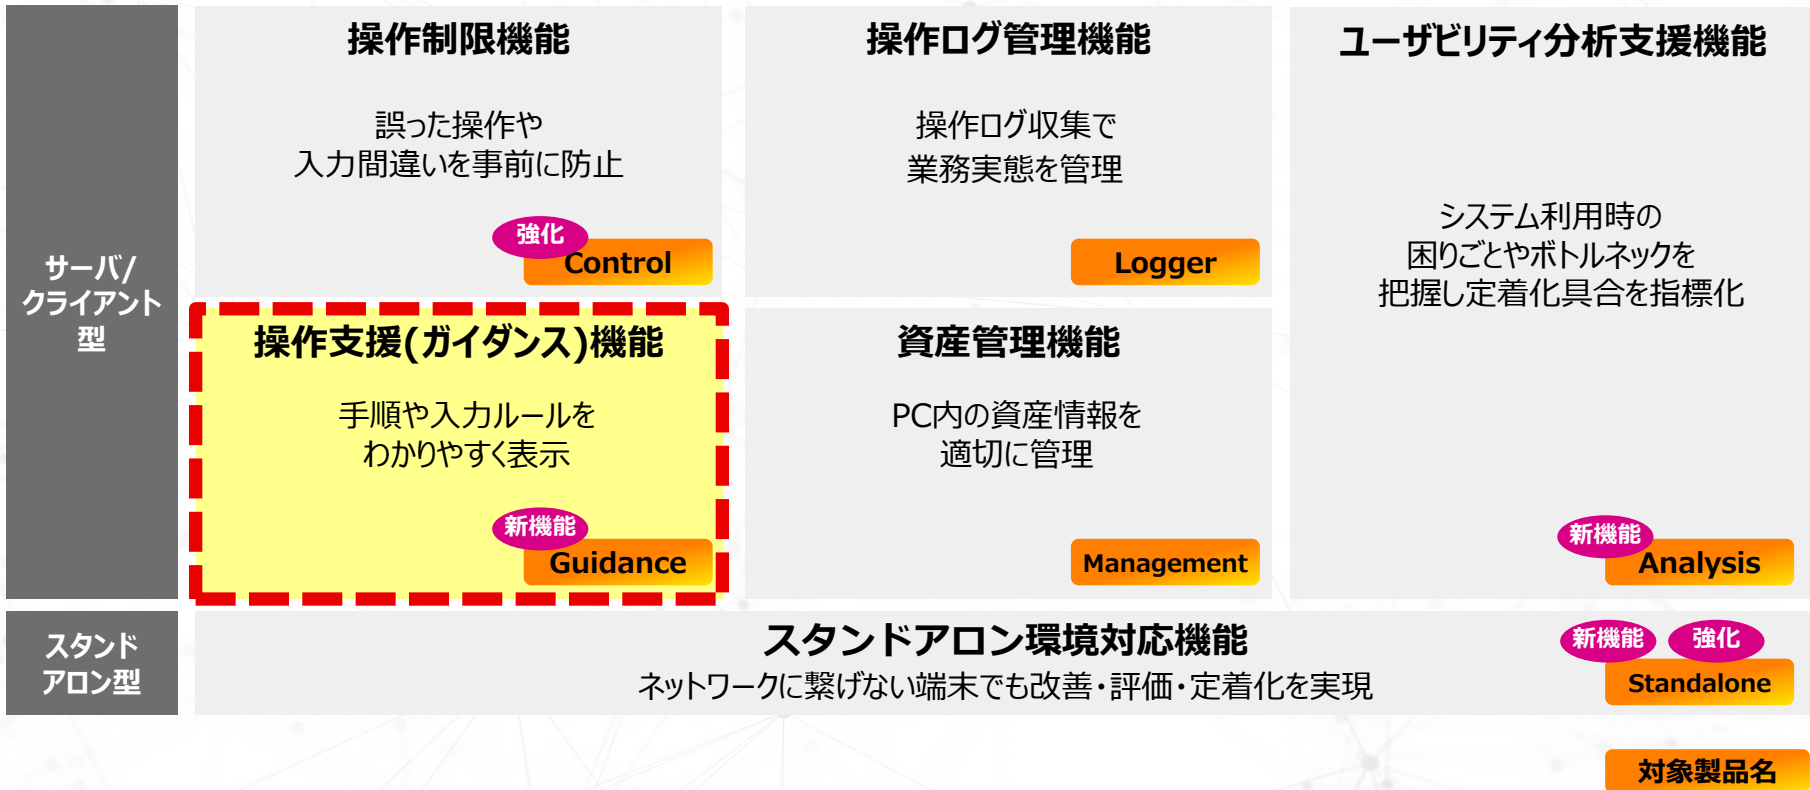 サーバ/
クライアント
型
操作制限機能
誤った操作や
入力間違いを事前に防止
強化
Control
操作ログ管理機能
操作ログ収集で
業務実態を管理
Logger
ユーザビリティ分析支援機能
システム利用時の
困りごとやボトルネックを
把握し定着化具合を指標化
新機能
Analysis
操作支援(ガイダンス)機能
手順や入力ルールを
わかりやすく表示
新機能
Guidance
資産管理機能
PC内の資産情報を
適切に管理
Management
スタンド
アロン型
スタンドアロン環境対応機能
ネットワークに繋げない端末でも改善・評価・定着化を実現
新機能
強化
Standalone
対象製品名